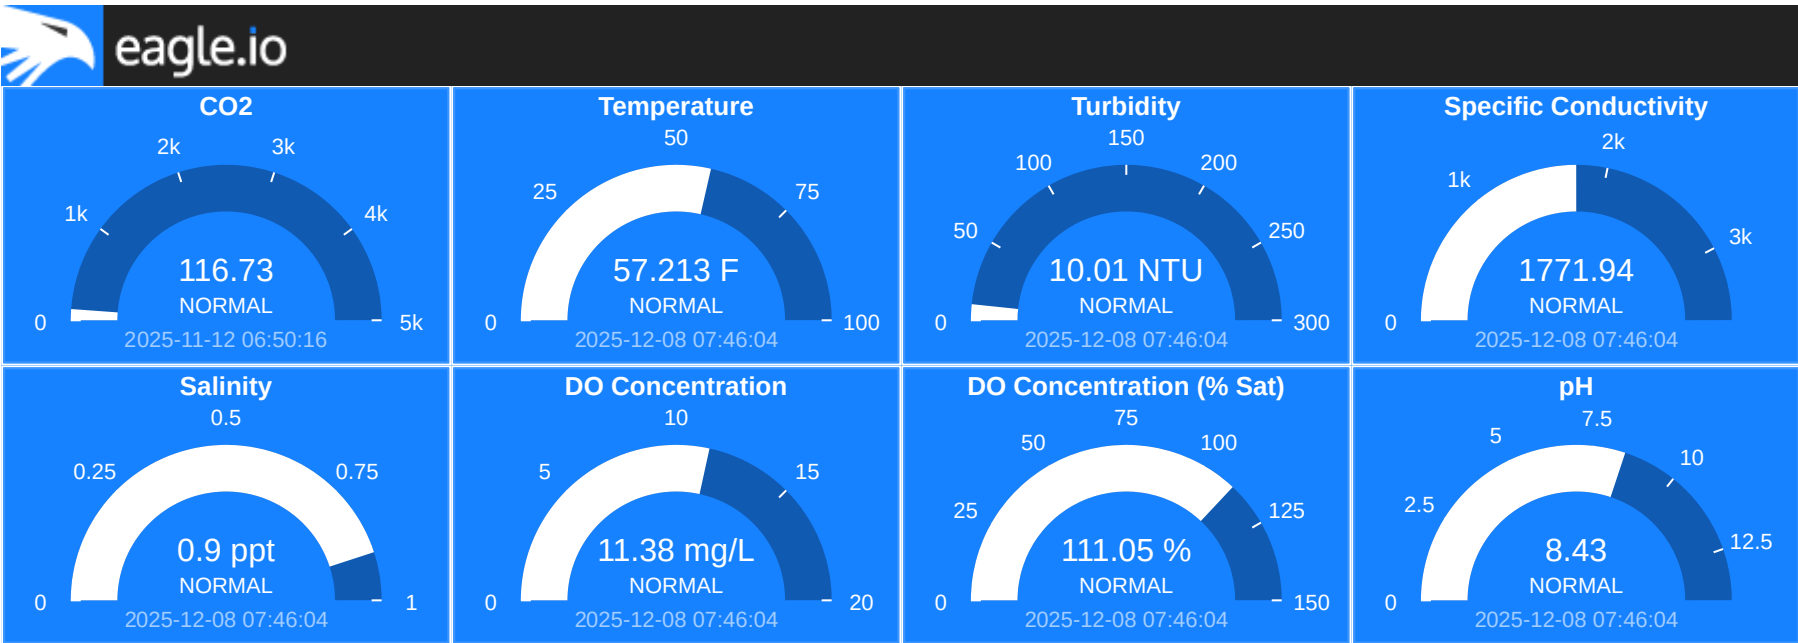 eagle.io
CO2
2k 3k
1k 4k
116.73
NORMAL
0 5k
2025-11-12 06:50:16
Temperature
50
25 75
57.213 F
NORMAL
0 100
2025-12-08 07:46:04
Turbidity
150
100 200
50 250
10.01 NTU
NORMAL
0 300
2025-12-08 07:46:04
Specific Conductivity
2k
1k
3k
1771.94
NORMAL
0
2025-12-08 07:46:04
Salinity
0.5
0.25 0.75
0.9 ppt
NORMAL
0 1
2025-12-08 07:46:04
DO Concentration
10
5 15
11.38 mg/L
NORMAL
0 20
2025-12-08 07:46:04
DO Concentration (% Sat)
75
50 100
25 125
111.05 %
NORMAL
0 150
2025-12-08 07:46:04
pH
7.5
5
10
2.5
12.5
8.43
NORMAL
0
2025-12-08 07:46:04